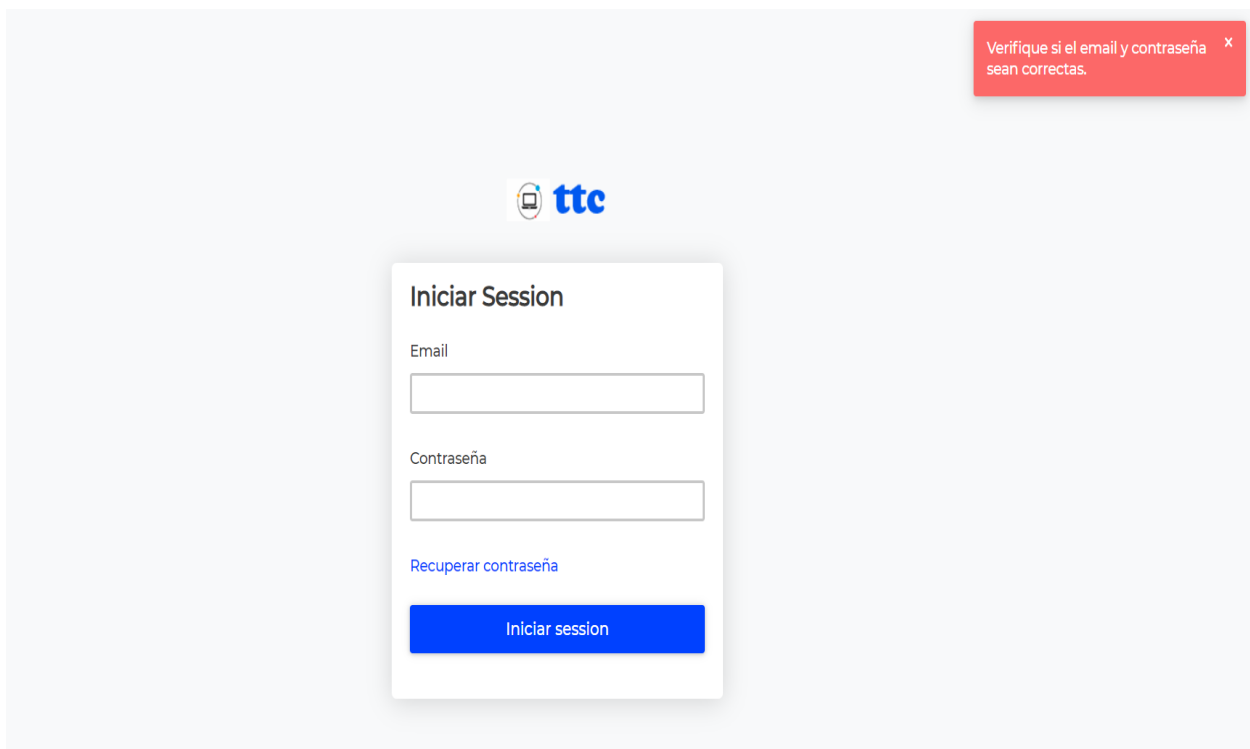 Verifique si el email y contraseña x
sean correctas.
ttc
Iniciar Session
Email
Contraseña
Recuperar contraseña
Iniciar session